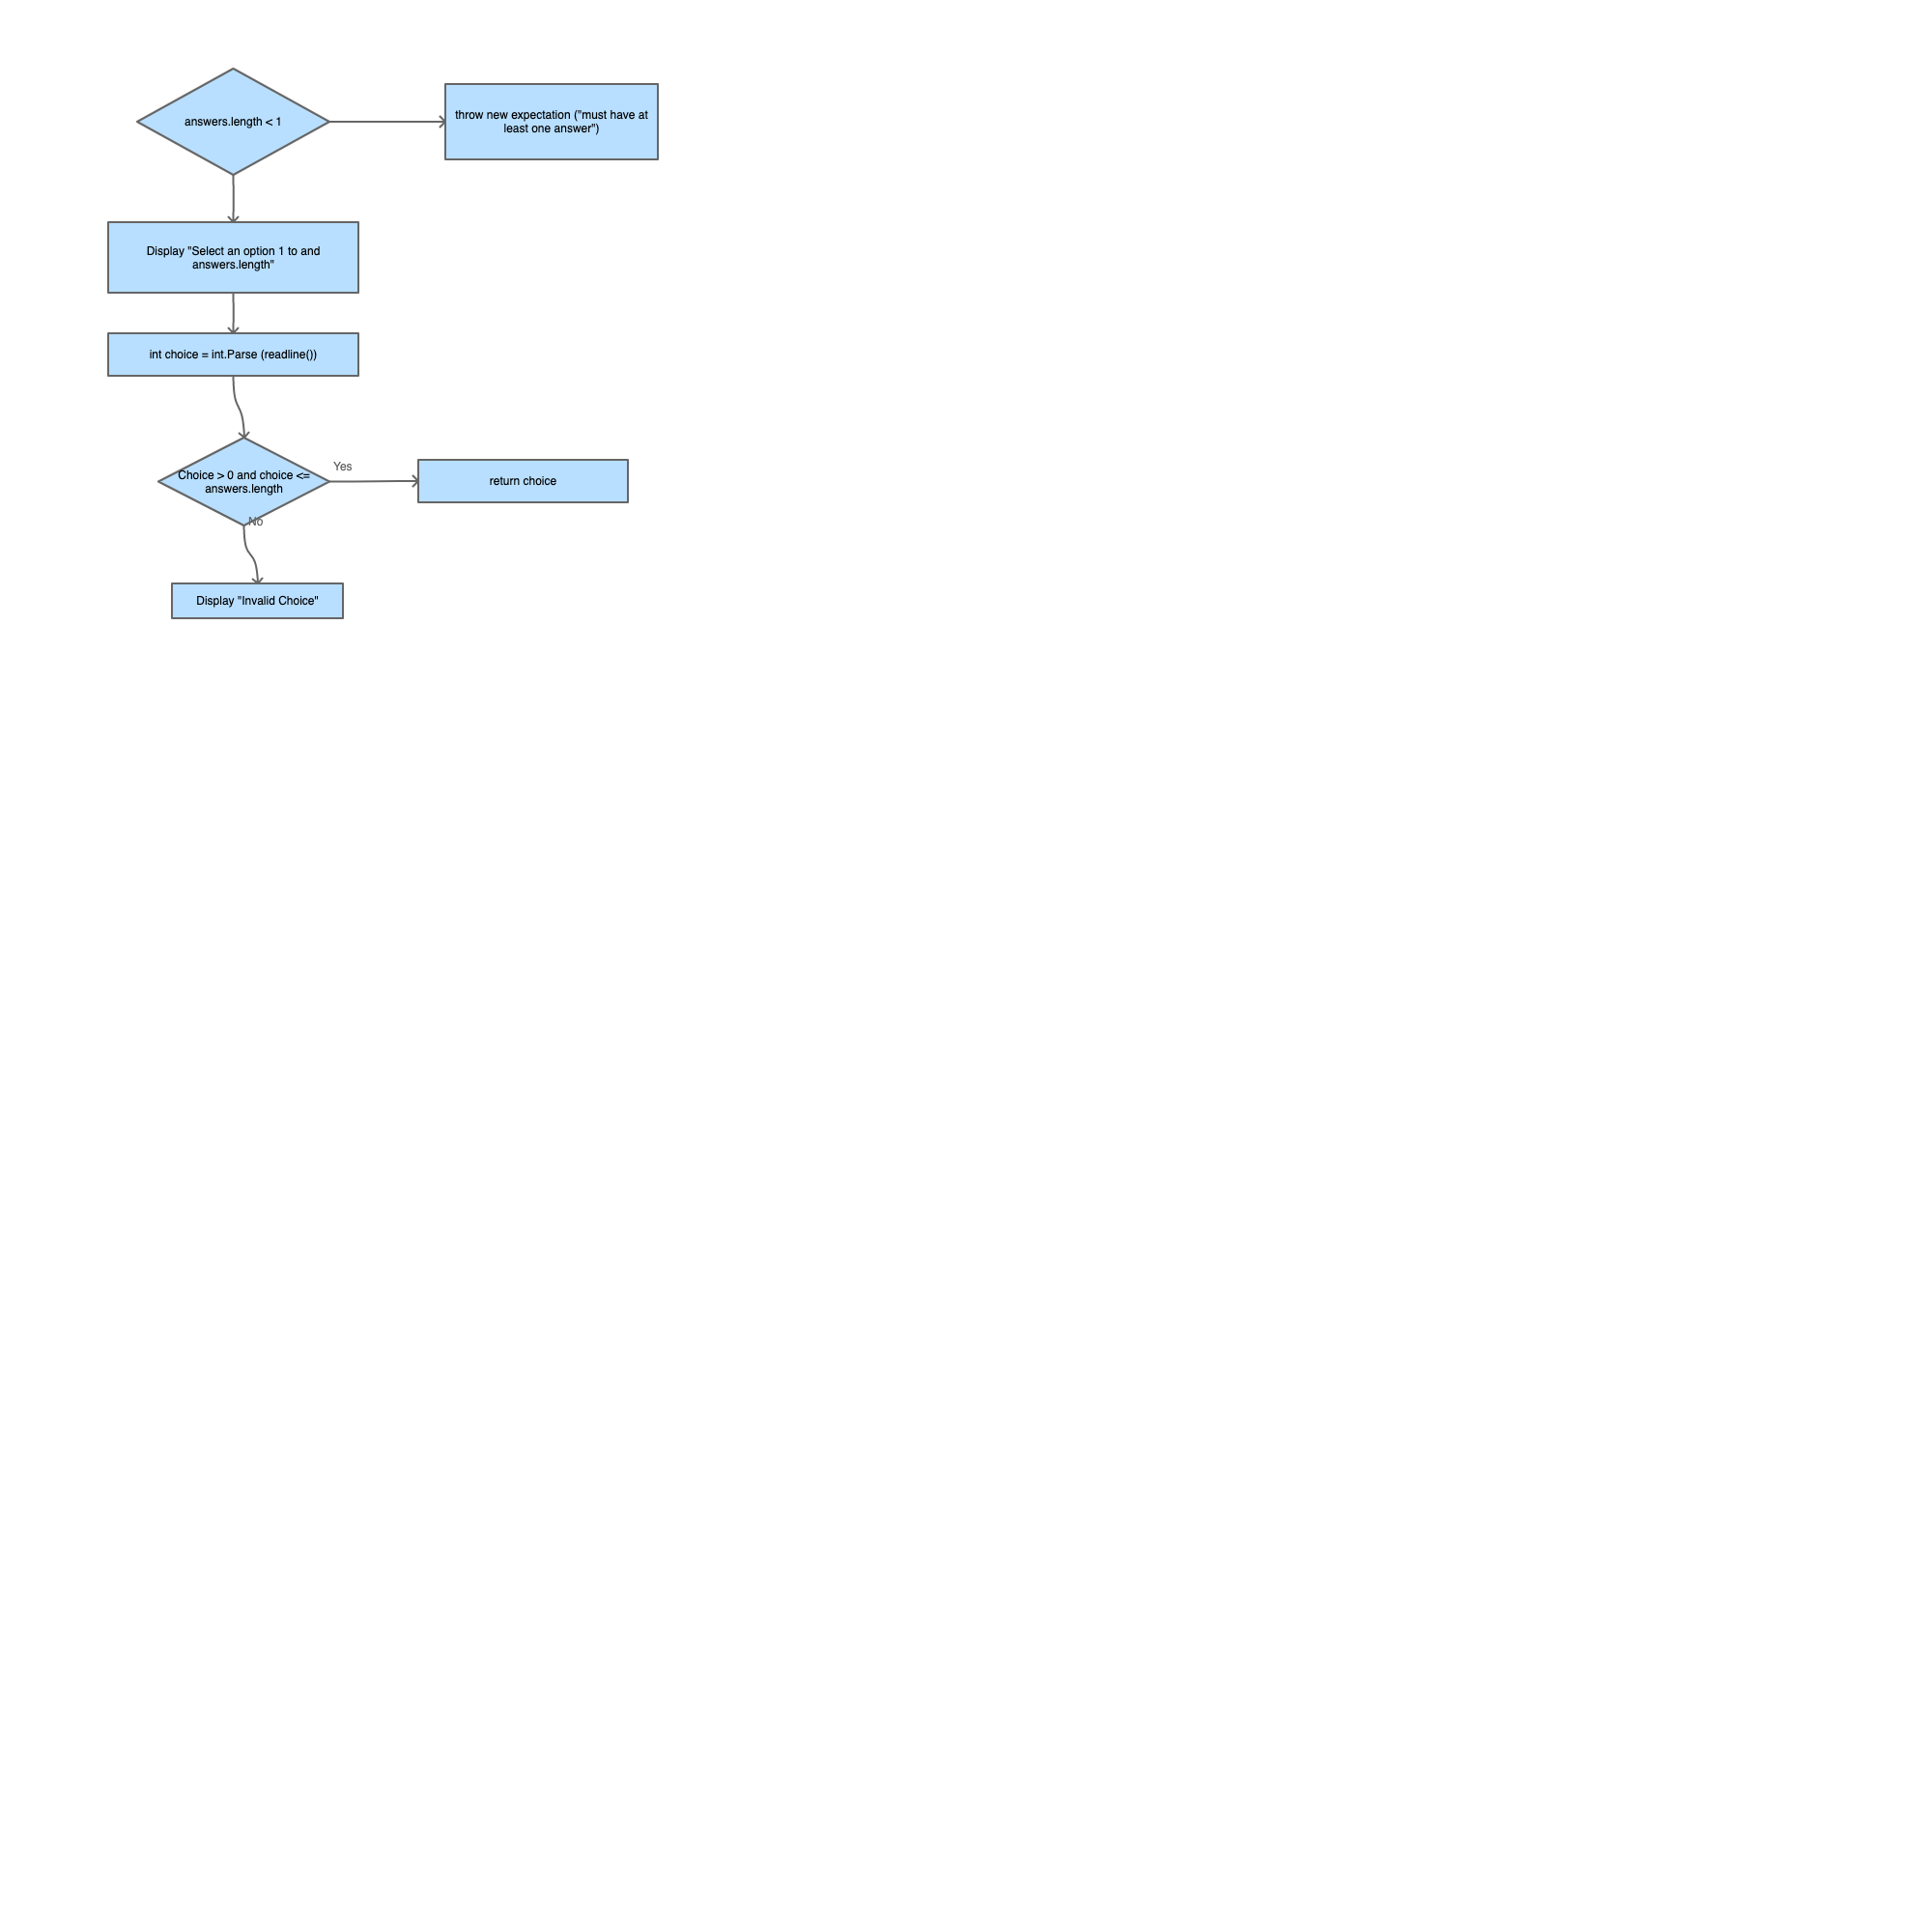 answers.length < 1
throw new expectation ("must have at
least one answer")
Display "Select an option 1 to and
answers.length"
int choice = int.Parse (readline())
Choice > 0 and choice <=
answers.length
Yes
return choice
No
Display "Invalid Choice"